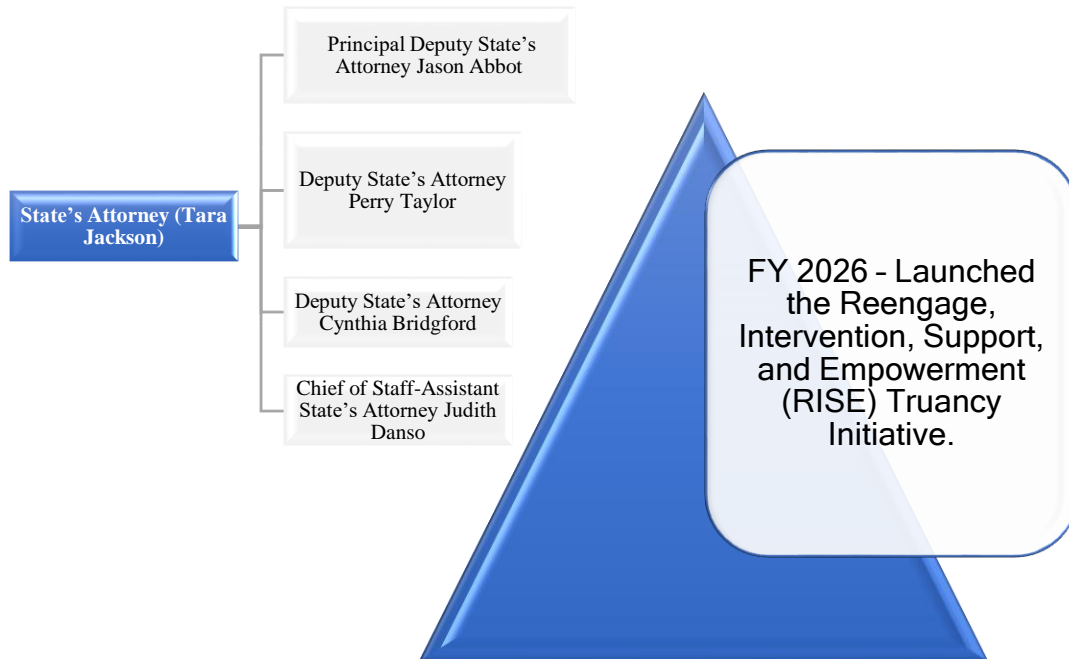 Principal Deputy State’s
Attorney Jason Abbot
Deputy State’s Attorney
Perry Taylor
State’s Attorney (Tara
Jackson)
Deputy State’s Attorney
Cynthia Bridgford
Chief of Staff-Assistant
State’s Attorney Judith
Danso
FY 2026 - Launched
the Reengage,
Intervention, Support,
and Empowerment
(RISE) Truancy
Initiative.